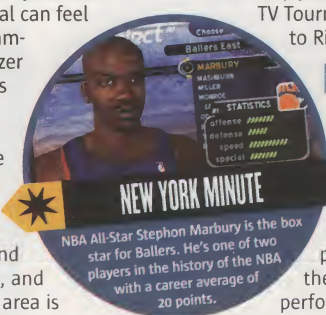 al can feel
am-
zer
s
e
nd
, and
area is
TV Tourn
to Ri
Choose
Ballers East
MARBURY
MASHBURN
MILLER
MONROE
STATISTICS
offense
defense
speed
special
NEW YORK MINUTE
NBA All-Star Stephon Marbury is the box
star for Ballers. He's one of two
players in the history of the NBA
with a career average of
20 points.
p
the
perfor